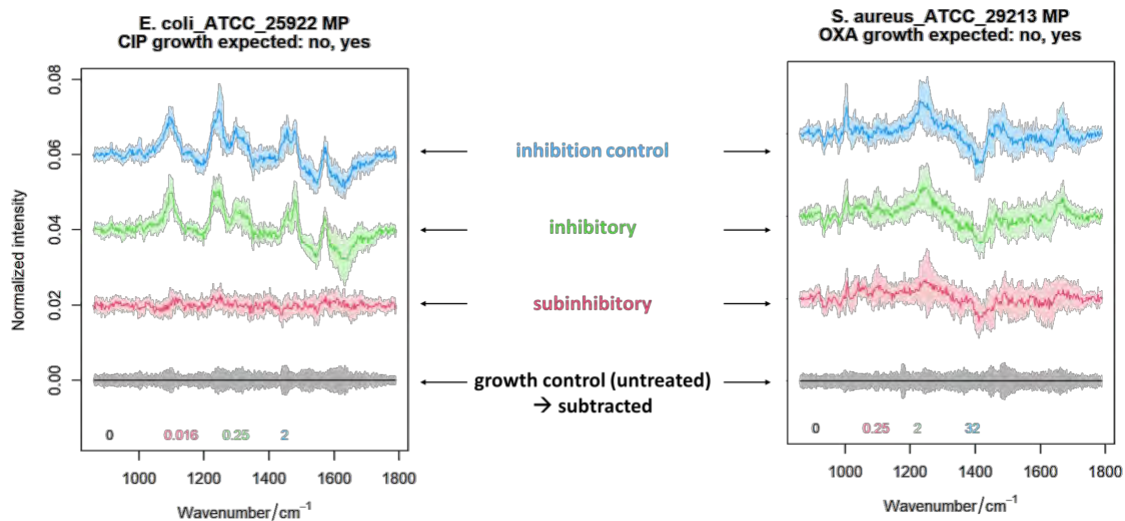 E. coli_ATCC_25922 MP
CIP growth expected: no, yes
S. aureus_ATCC_29213 MP
OXA growth expected: no, yes
0.08
0.06
0.04
0.02
0.00
Normalized intensity
inhibition control
inhibitory
subinhibitory
growth control (untreated)
→ subtracted
0 0.016 0.25 2
0 0.25 2 32
1000 1200 1400 1600 1800
1000 1200 1400 1600 1800
Wavenumber/cm⁻¹
Wavenumber/cm⁻¹